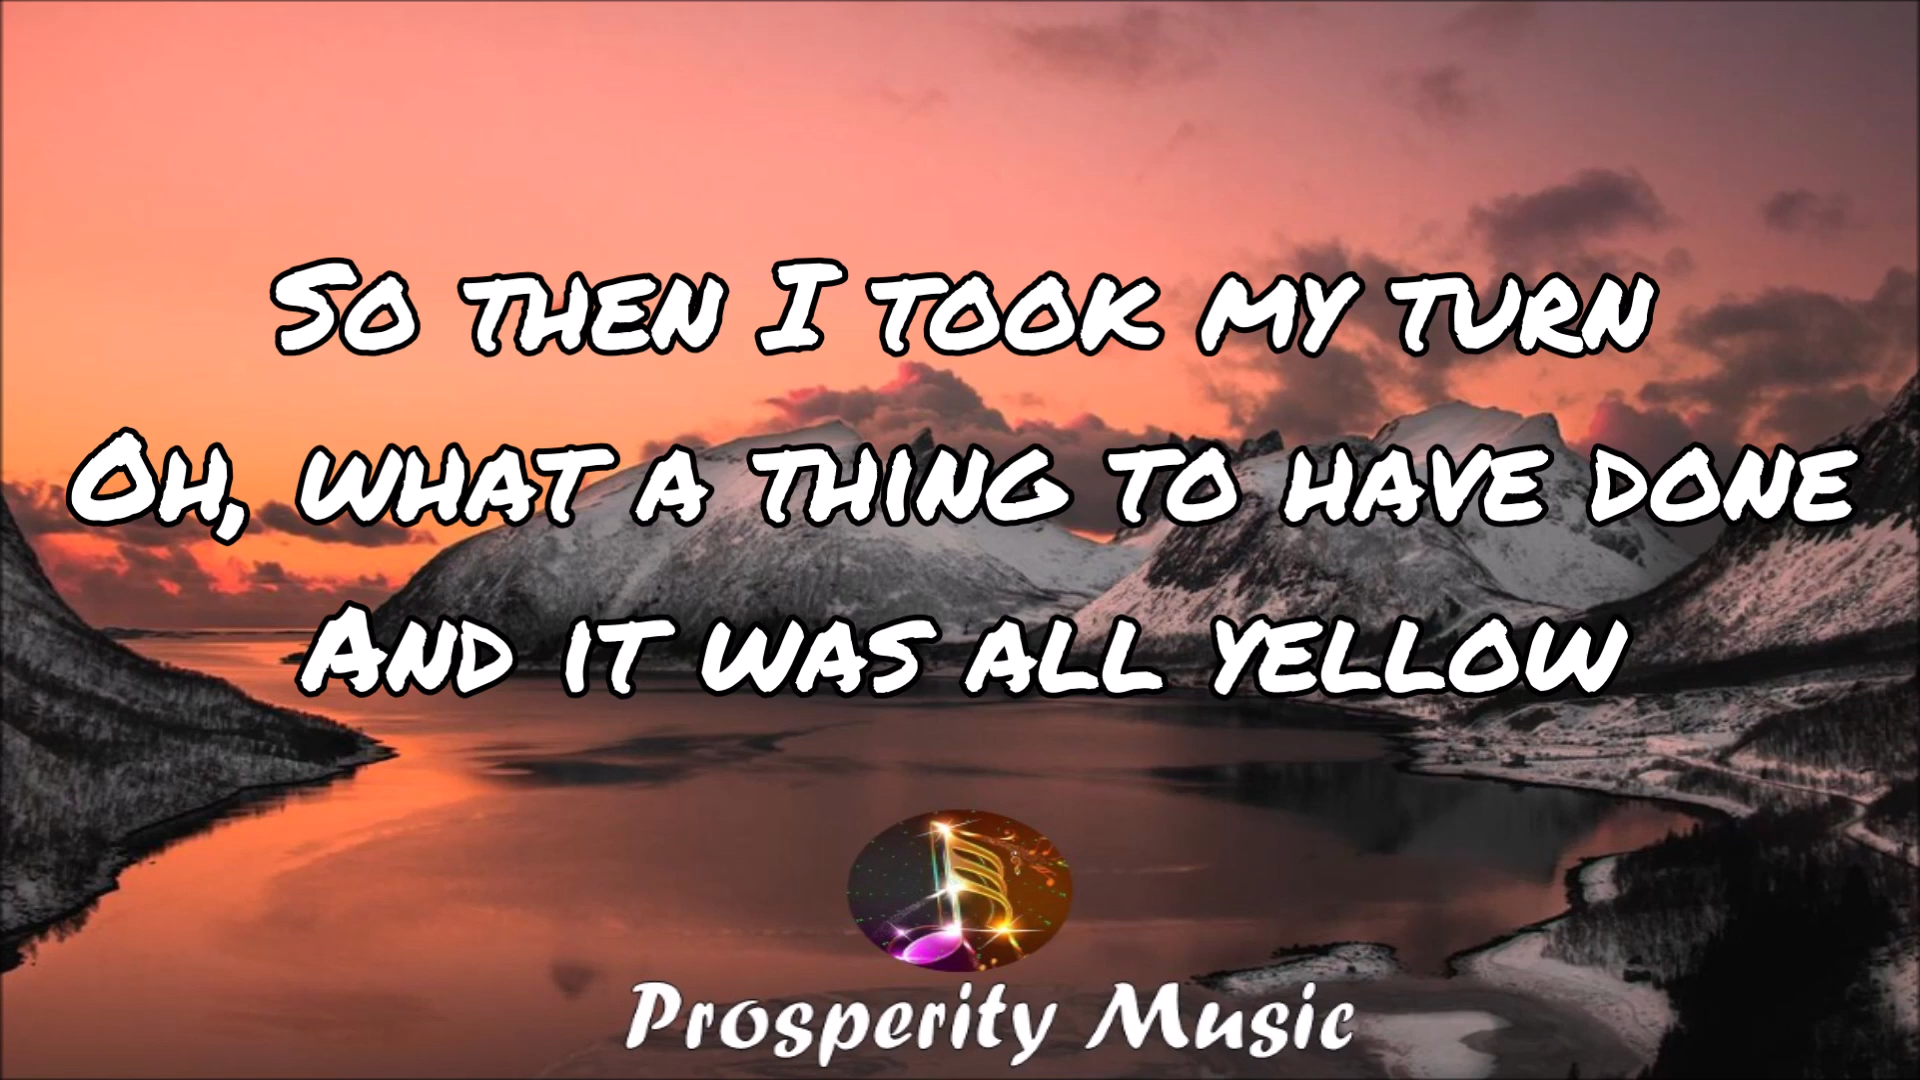 So then I took my turn
Oh, what a thing to have done
And it was all yellow
Prosperity Music